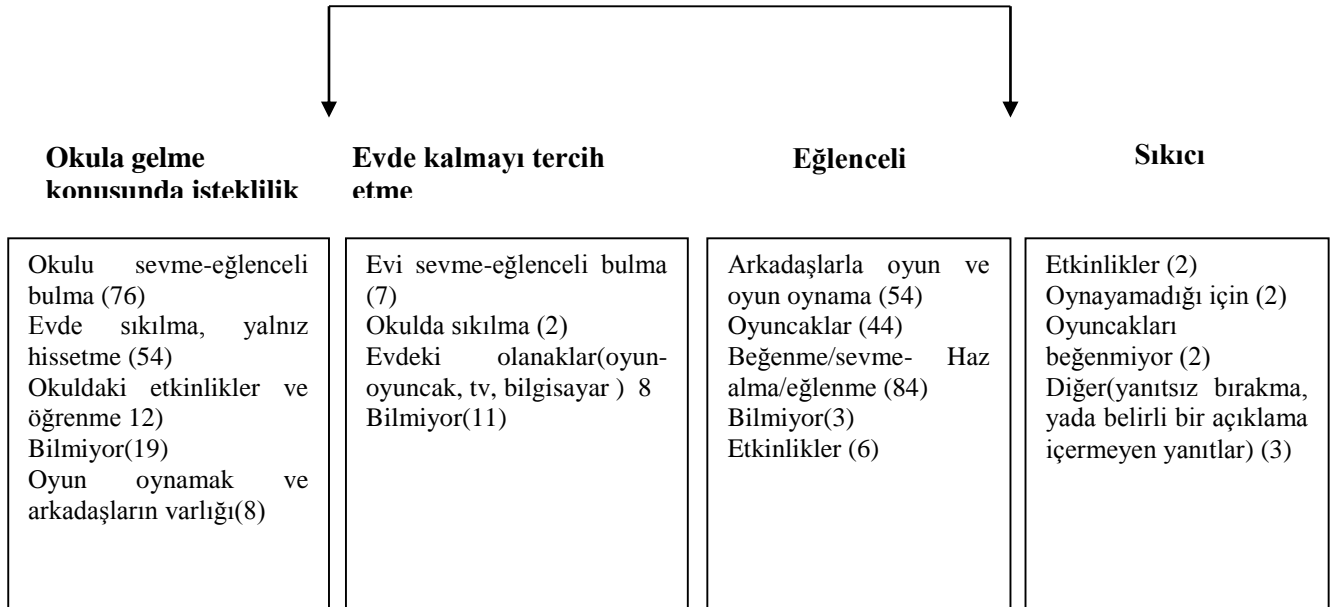 Okula gelme
konusunda isteklilik
Evde kalmayı tercih
etme
Eğlenceli
Sıkıcı
Okulu sevme-eğlenceli
bulma (76)
Evde sıkılma, yalnız
hissetme (54)
Okuldaki etkinlikler ve
öğrenme 12)
Bilmiyor(19)
Oyun oynamak ve
arkadaşların varlığı(8)
Evi sevme-eğlenceli bulma
(7)
Okulda sıkılma (2)
Evdeki olanaklar(oyun-
oyuncak, tv, bilgisayar ) 8
Bilmiyor(11)
Arkadaşlarla oyun ve
oyun oynama (54)
Oyuncaklar (44)
Beğenme/sevme- Haz
alma/eğlenme (84)
Bilmiyor(3)
Etkinlikler (6)
Etkinlikler (2)
Oynayamadığı için (2)
Oyuncakları
beğenmiyor (2)
Diğer(yanıtsız bırakma,
yada belirli bir açıklama
içermeyen yanıtlar) (3)